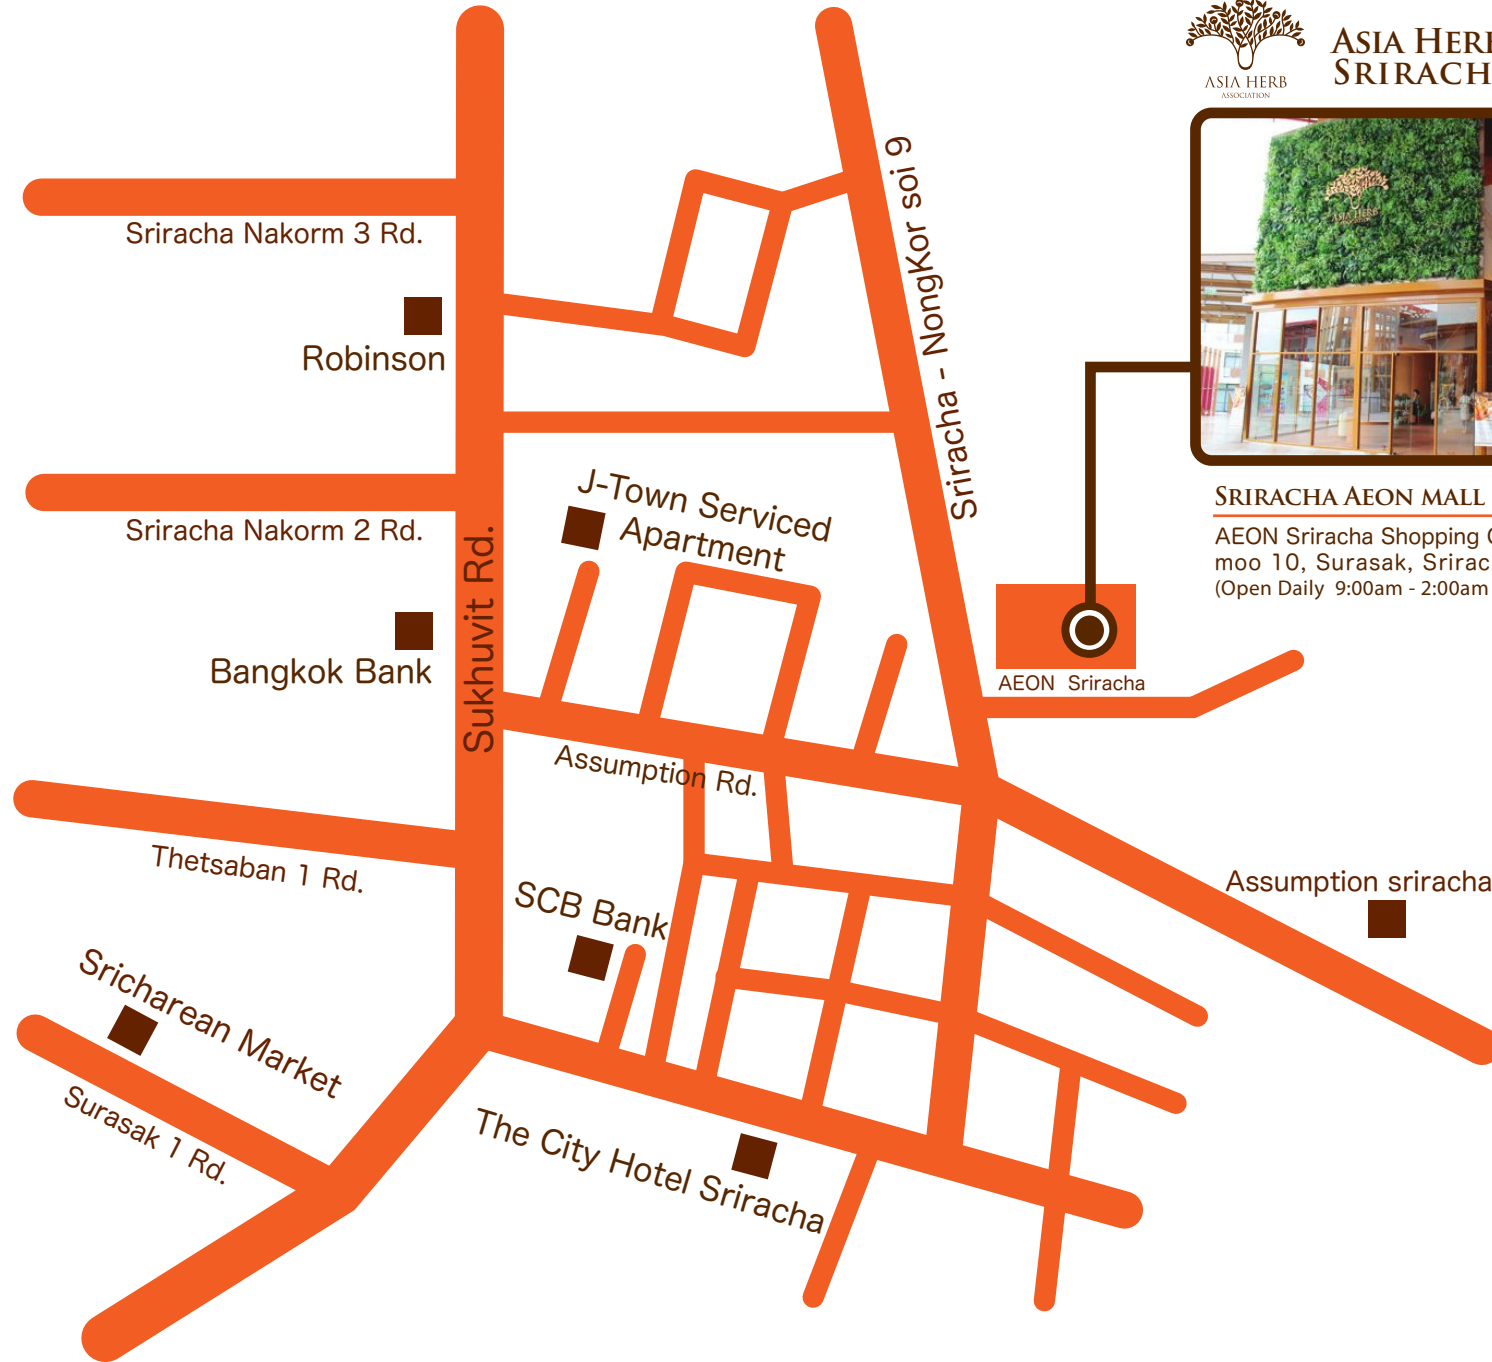 ASIA HERB
ASSOCIATION
ASIA HERB
SRIRACH
ASIA HERB
Sriracha - Nongkor soi 9
Sriracha Nakorm 3 Rd.
Robinson
Sriracha Nakorm 2 Rd.
J-Town Serviced
Apartment
Sukhuvit Rd.
SRIRACHA AEON MALL
AEON Sriracha Shopping
moo 10, Surasak, Srirac
(Open Daily 9:00am - 2:00am
Bangkok Bank
AEON Sriracha
Assumption Rd.
Thetsaban 1 Rd.
SCB Bank
Assumption sriracha
Sricharean Market
Surasak 1 Rd.
The City Hotel Sriracha